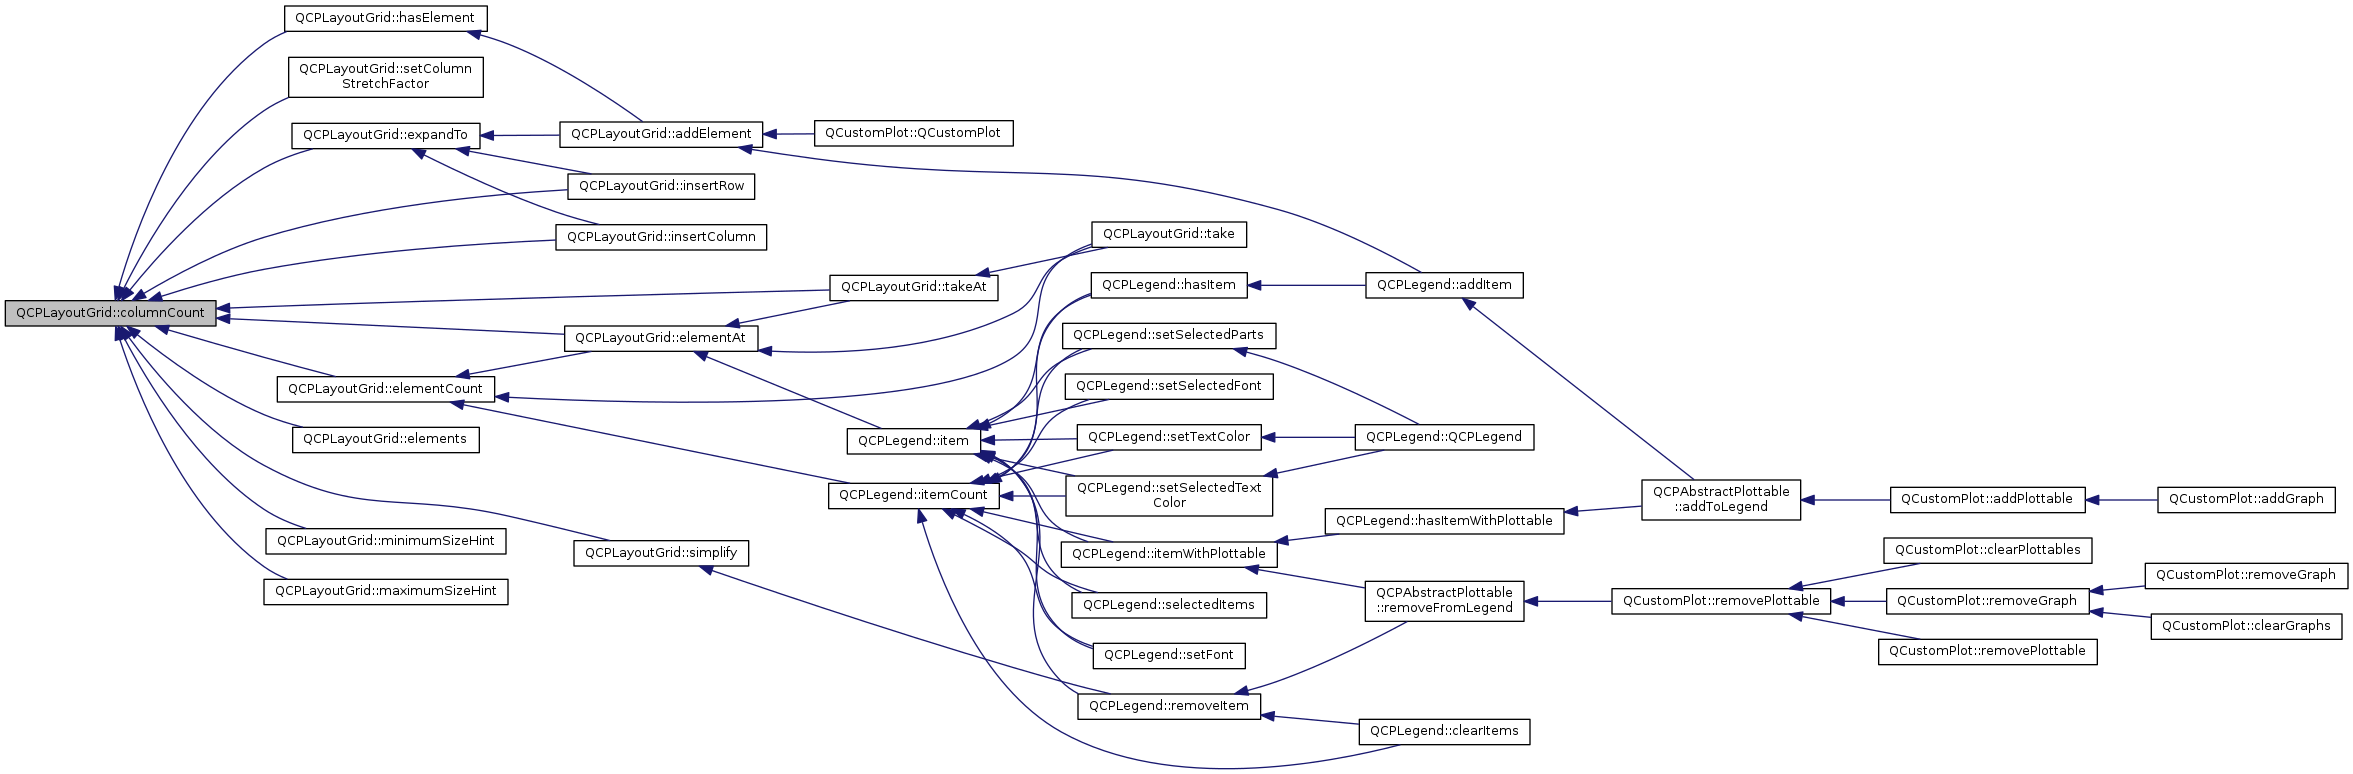 QCPLayoutGrid::hasElement
QCPLayoutGrid::setColumn
StretchFactor
QCPLayoutGrid::expandTo
QCPLayoutGrid::addElement
QCustomPlot::QCustomPlot
QCPLayoutGrid::insertRow
QCPLayoutGrid::insertColumn
QCPLayoutGrid::take
QCPLayoutGrid::takeAt
QCPLegend::hasItem
QCPLegend::addItem
QCPLayoutGrid::columnCount
QCPLayoutGrid::elementAt
QCPLegend::setSelectedParts
QCPLayoutGrid::elementCount
QCPLegend::setSelectedFont
QCPLayoutGrid::elements
QCPLegend::item
QCPLegend::setTextColor
QCPLegend::QCPLegend
QCPLegend::itemCount
QCPLegend::setSelectedText
Color
QCPAbstractPlottable
::addToLegend
QCustomPlot::addPlottable
QCustomPlot::addGraph
QCPLegend::hasItemWithPlottable
QCPLayoutGrid::minimumSizeHint
QCPLayoutGrid::simplify
QCPLegend::itemWithPlottable
QCustomPlot::clearPlottables
QCPLayoutGrid::maximumSizeHint
QCPLegend::selectedItems
QCPAbstractPlottable
::removeFromLegend
QCustomPlot::removePlottable
QCustomPlot::removeGraph
QCustomPlot::removeGraph
QCustomPlot::clearGraphs
QCPLegend::setFont
QCustomPlot::removePlottable
QCPLegend::removeItem
QCPLegend::clearItems